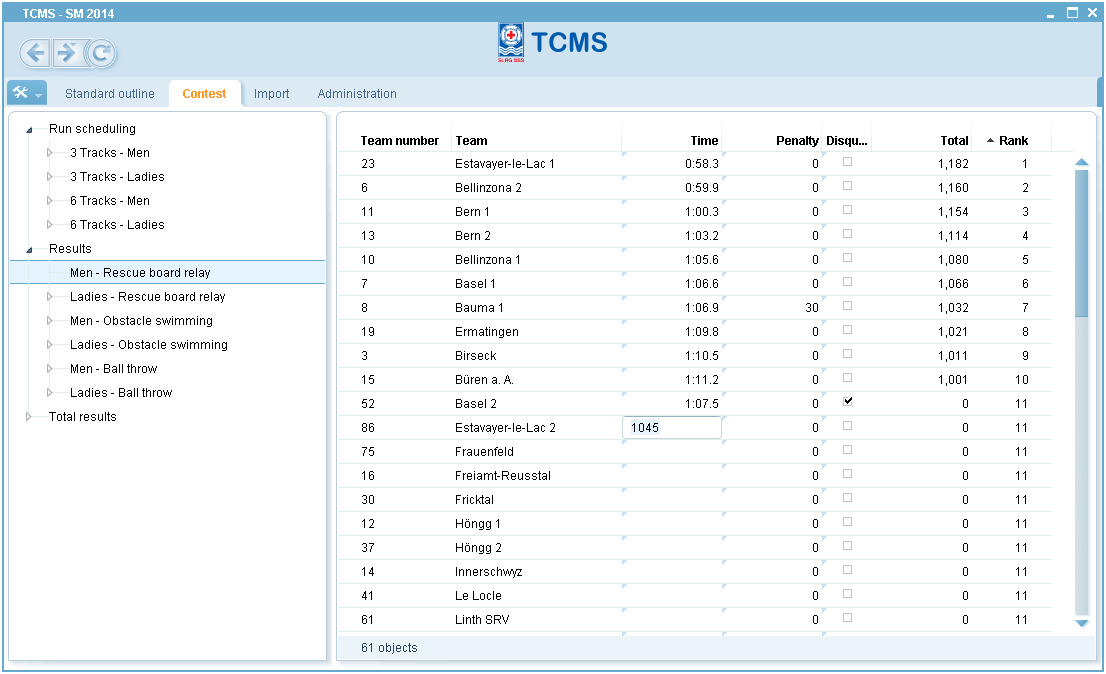 TCMS - SM 2014
SLRG SSS
TCMS
Standard outline Contest Import Administration
Run scheduling
3 Tracks - Men
3 Tracks - Ladies
6 Tracks - Men
6 Tracks - Ladies
Results
Men - Rescue board relay
Ladies - Rescue board relay
Men - Obstacle swimming
Ladies - Obstacle swimming
Men - Ball throw
Ladies - Ball throw
Total results
Team number Team Time Penalty Disqu... Total Rank
23 Estavayer-le-Lac 1 0:58.3 0 1,182 1
6 Bellinzona 2 0:59.9 0 1,160 2
11 Bern 1 1:00.3 0 1,154 3
13 Bern 2 1:03.2 0 1,114 4
10 Bellinzona 1 1:05.6 0 1,080 5
7 Basel 1 1:06.6 0 1,066 6
8 Bauma 1 1:06.9 30 1,032 7
19 Ermatingen 1:09.8 0 1,021 8
3 Birseck 1:10.5 0 1,011 9
15 Büren a. A. 1:11.2 0 1,001 10
52 Basel 2 1:07.5 0 0 11
86 Estavayer-le-Lac 2 1045 0 0 11
75 Frauenfeld 0 0 11
16 Freiamt-Reusstal 0 0 11
30 Fricktal 0 0 11
12 Höngg 1 0 0 11
37 Höngg 2 0 0 11
14 Innerschwyz 0 0 11
41 Le Locle 0 0 11
61 Linth SRV 0 0 11
61 objects